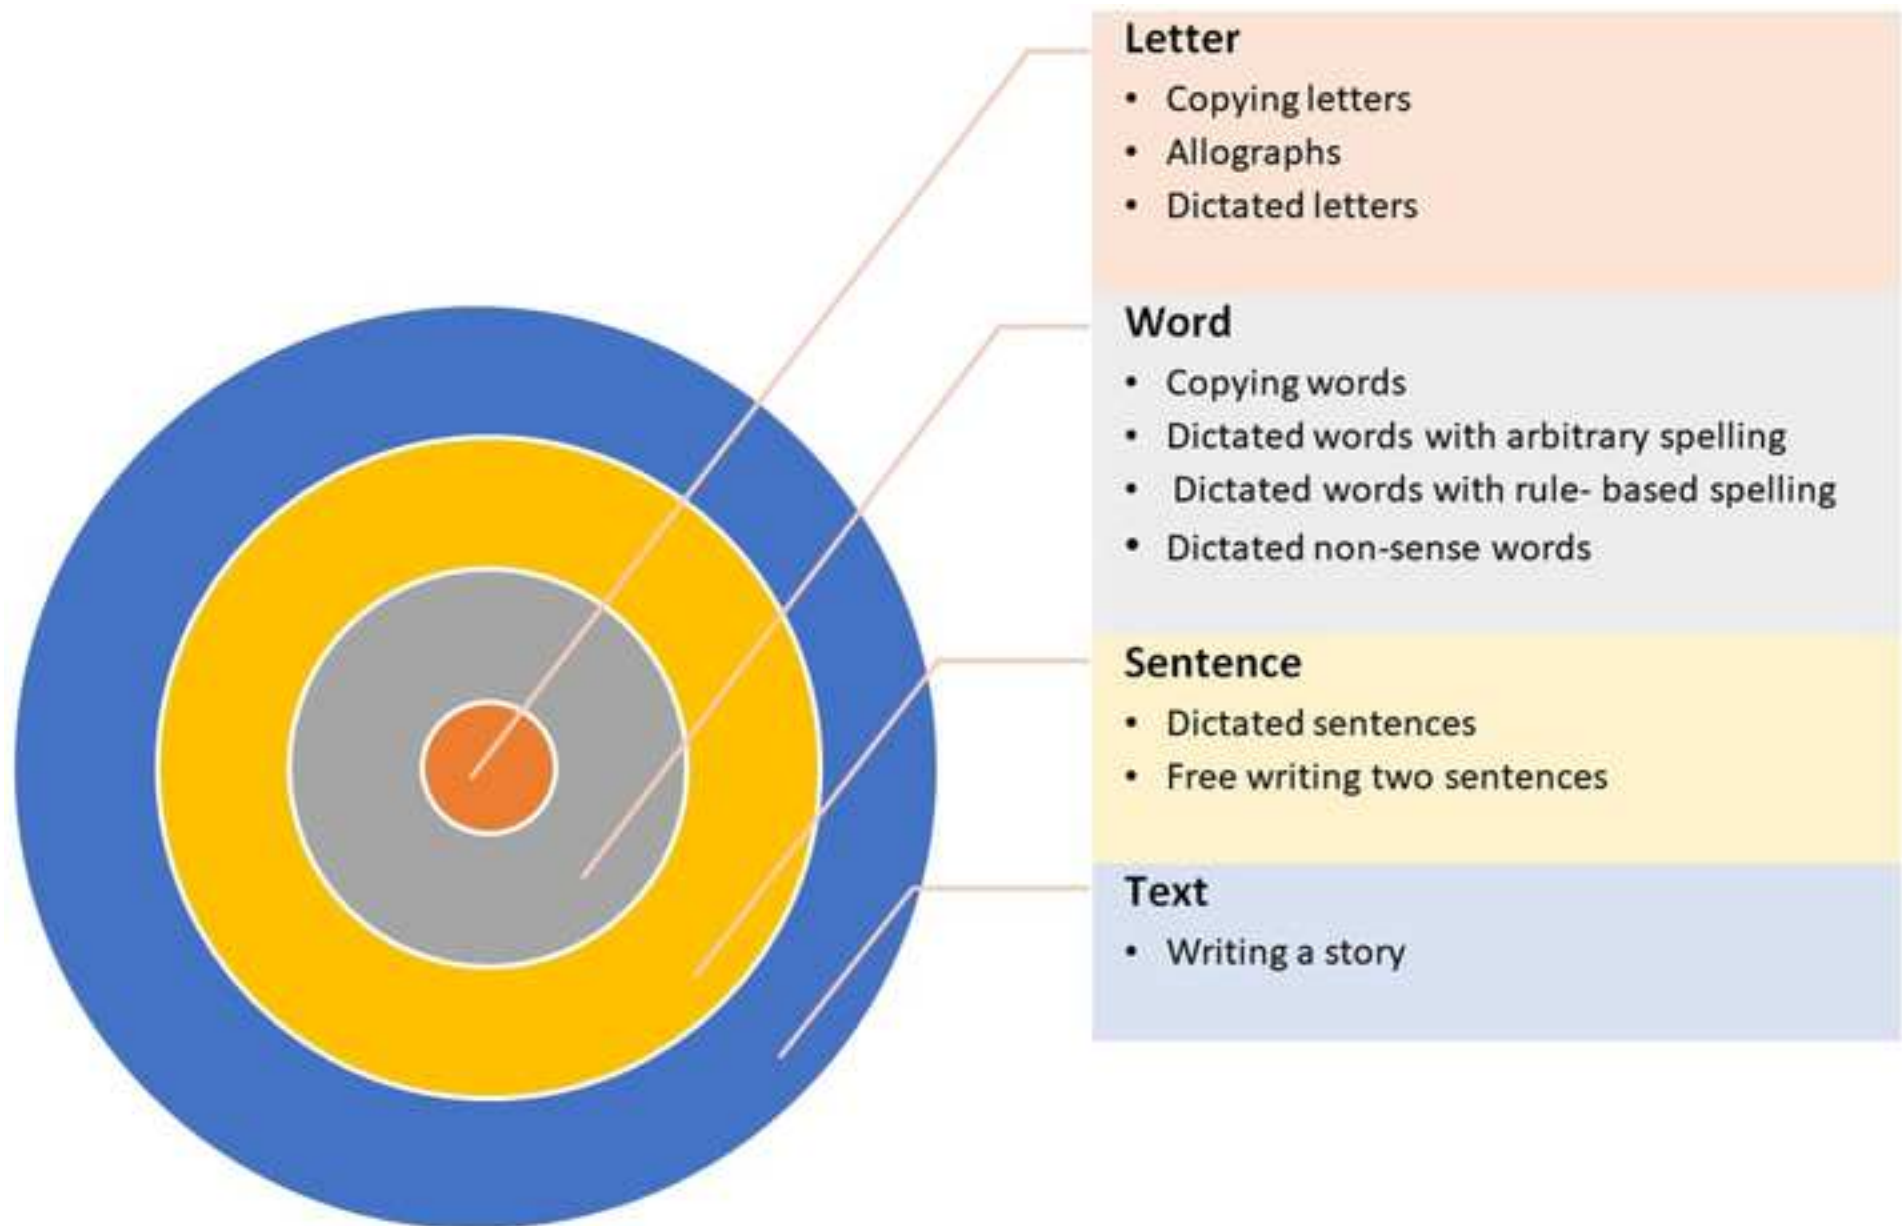 Letter
• Copying letters
• Allographs
• Dictated letters
Word
• Copying words
• Dictated words with arbitrary spelling
• Dictated words with rule- based spelling
• Dictated non-sense words
Sentence
• Dictated sentences
• Free writing two sentences
Text
• Writing a story